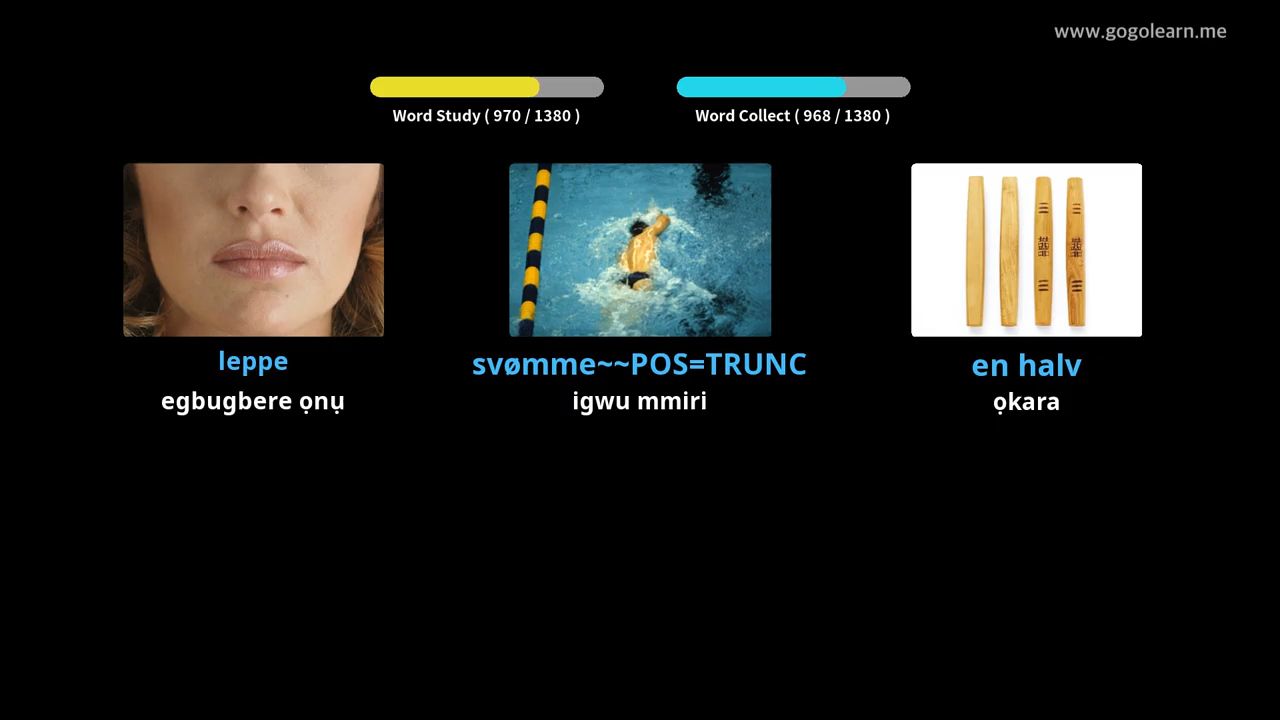 www.gogolearn.me
Word Study ( 970 / 1380 )
Word Collect ( 968 / 1380 )
leppe
svømme~~POS=TRUNC
en halv
egbugbere ọnụ
igwu mmiri
ọkara